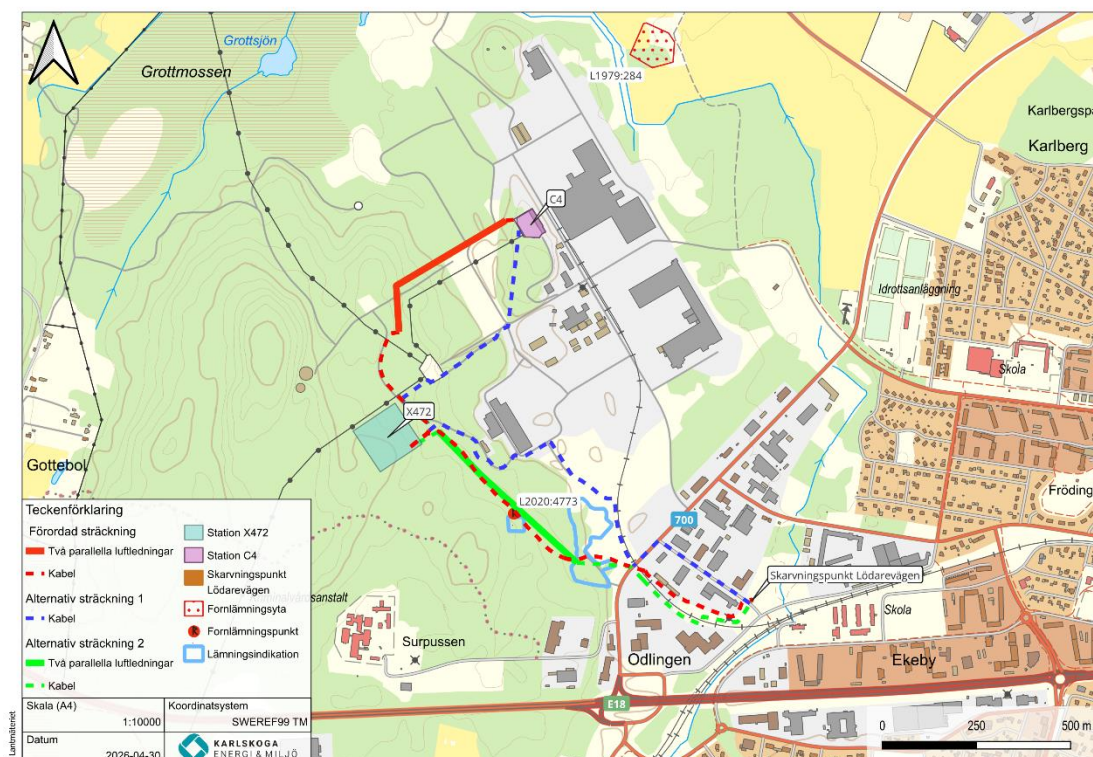 Grottsjön
Grottmossen
L1979:284
Karlbergspa
Karlberg
C4
Idrottsanläggning
Skola
X472
Gottebol
Fröding
L2020:4773
700
Skarvningspunkt Lödarevägen
Skola
Surpussen
Odlingen
Ekeby
E18
Teckenförklaring
Förordad sträckning
Två parallella luftledningar
Kabel
Alternativ sträckning 1
Kabel
Alternativ sträckning 2
Två parallella luftledningar
Kabel
Station X472
Station C4
Skarvningspunkt
Lödarevägen
Fornlämningsyta
R Fornlämningspunkt
Lämningsindikation
Skala (A4)
1:10000
Koordinatsystem
SWEREF99 TM
Datum
2026-04-30
KARLSKOGA
ENERGI & MILJÖ
0 250 500 m
Lantmäteriet